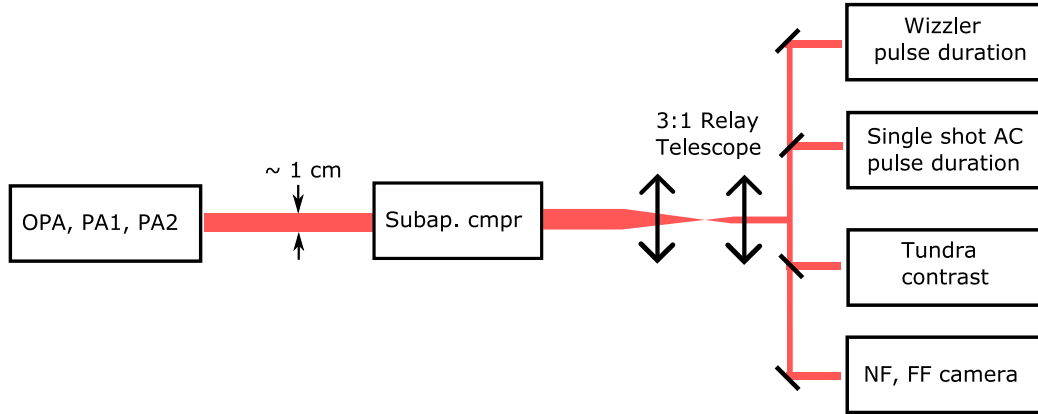 OPA, PA1, PA2
~ 1 cm
Subap. cmpr
3:1 Relay
Telescope
Wizzler
pulse duration
Single shot AC
pulse duration
Tundra
contrast
NF, FF camera